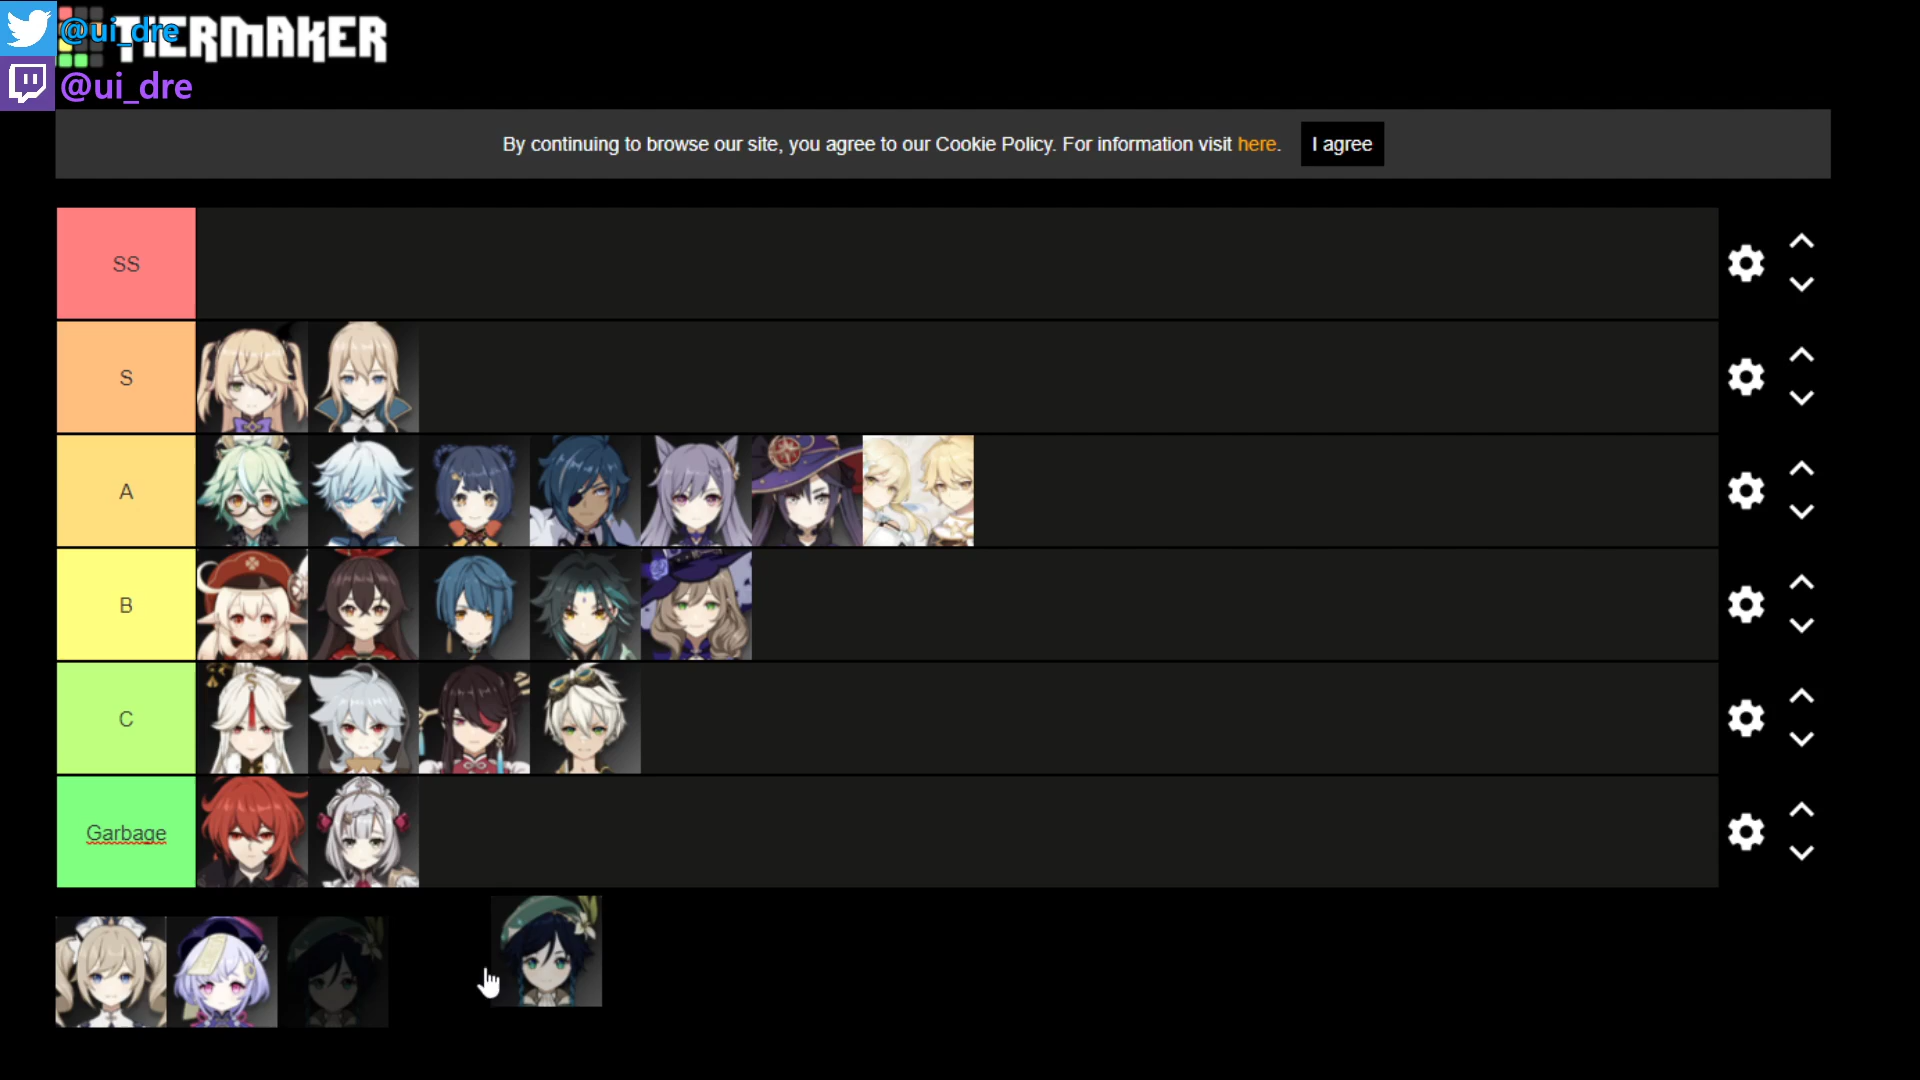 @ui_dre
TIERMAKER
@ui_dre
By continuing to browse our site, you agree to our Cookie Policy. For information visit here. I agree
SS
S
A
B
C
Garbage